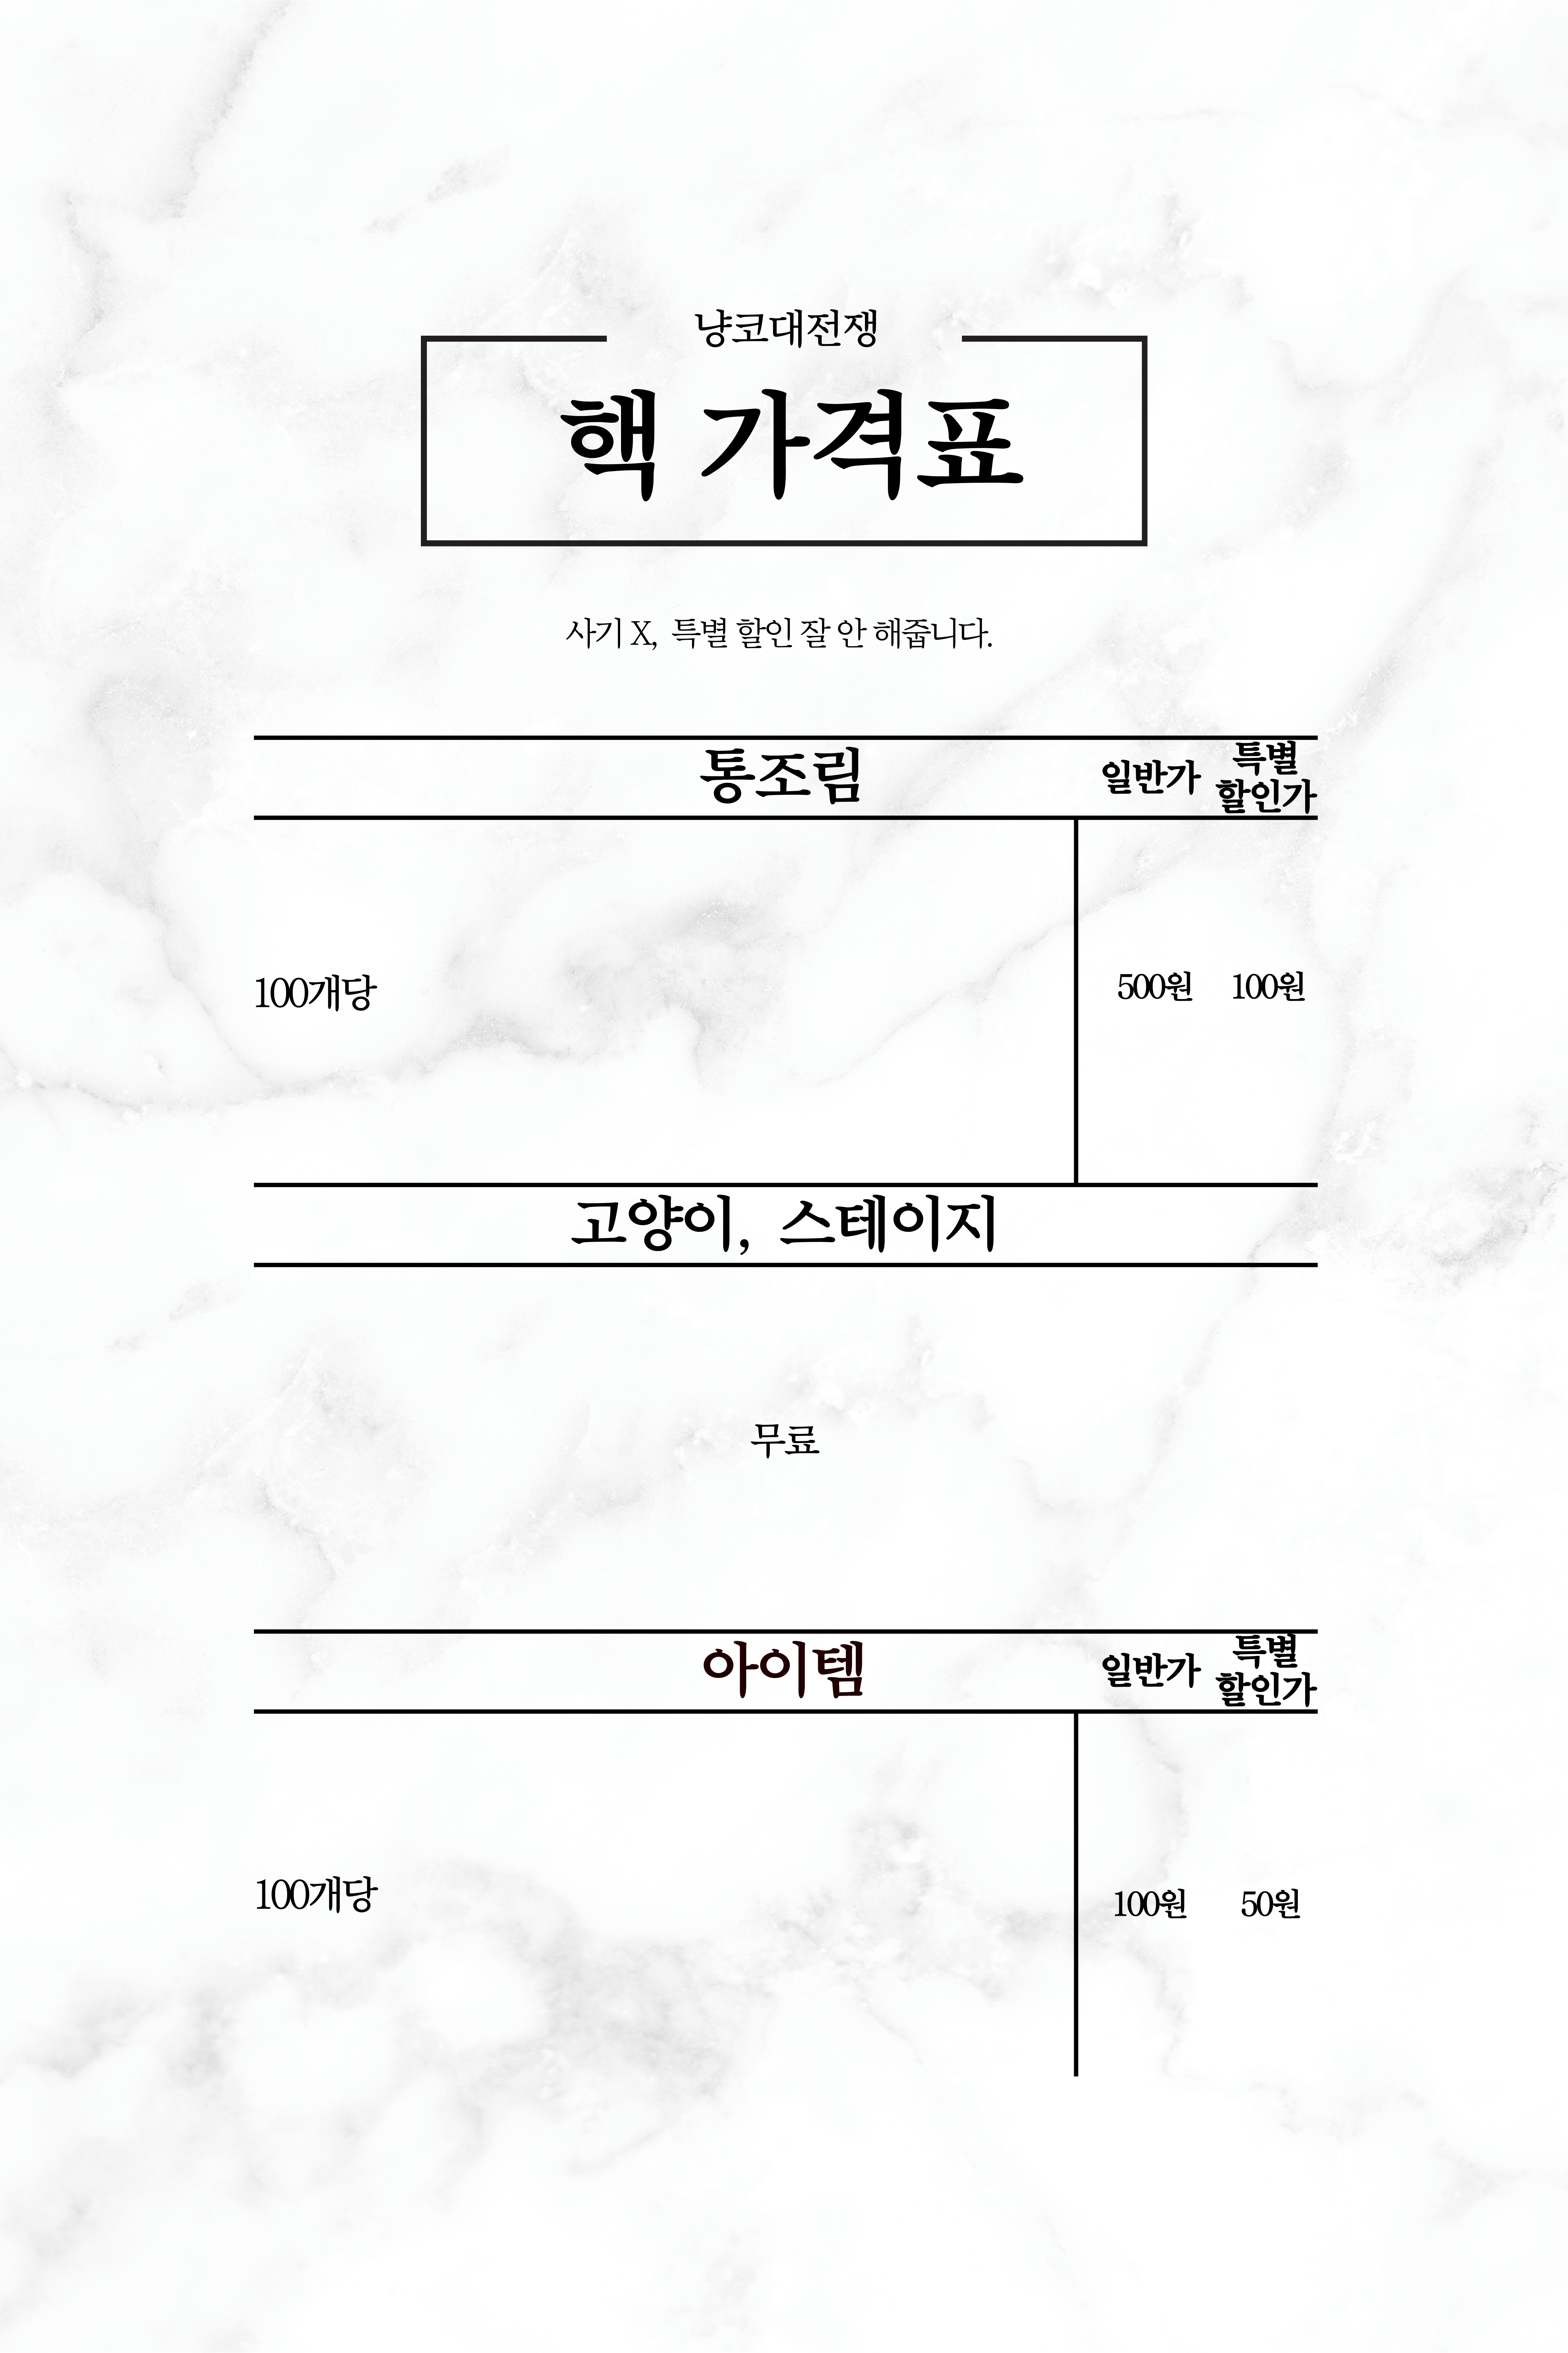 냥코대전쟁
핵 가격표
사기 X, 특별 할인 잘 안 해줍니다.
통조림 일반가 특별
할인가
100개당 500원 100원
고양이, 스테이지
무료
아이템 일반가 특별
할인가
100개당 100원 50원